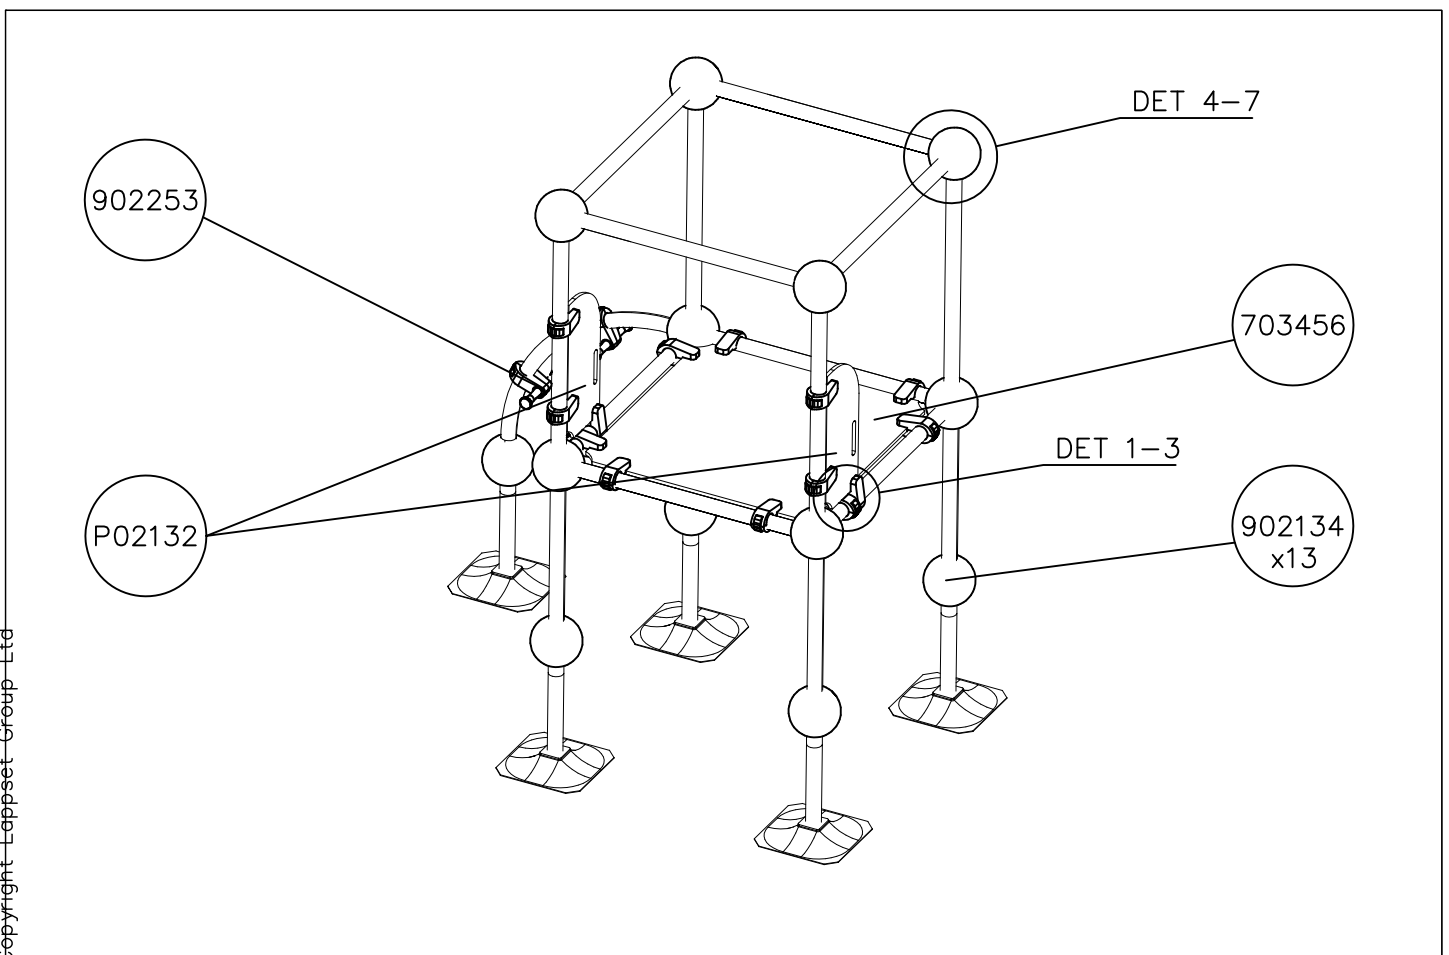 DET 4-7
902253
703456
DET 1-3
P02132
902134
x13
Copyright Lappset Group Ltd